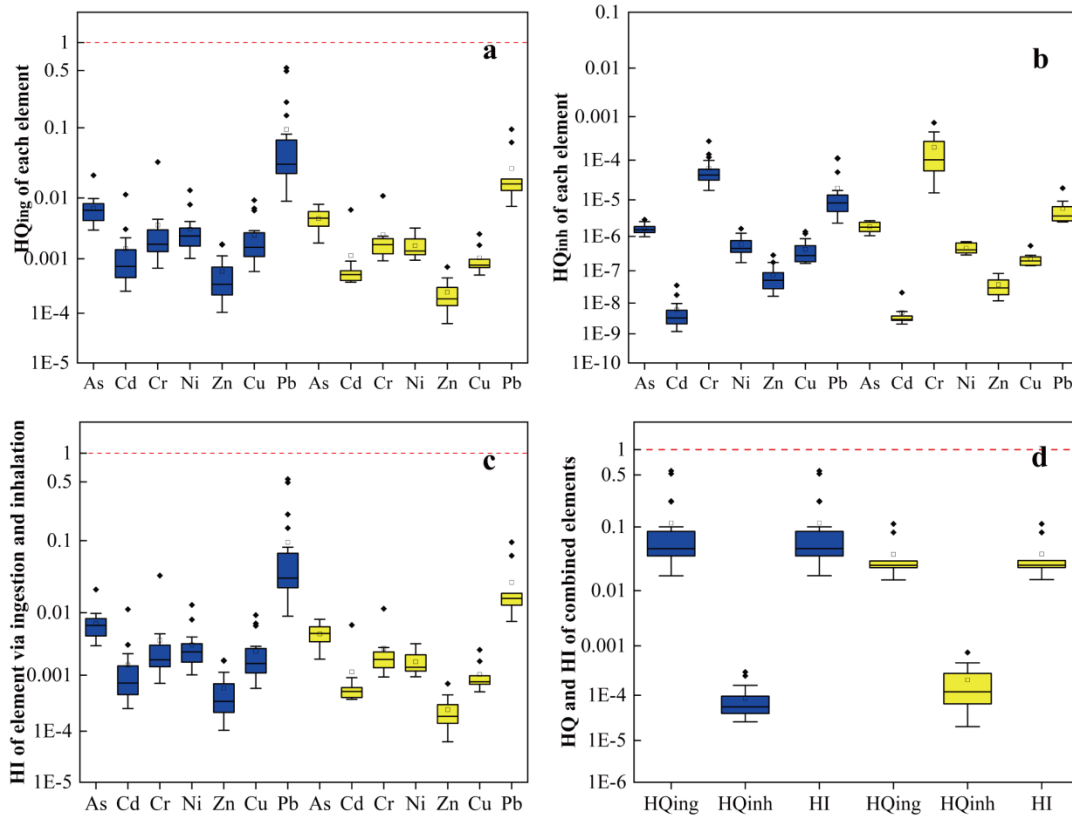 a
HQing of each element
1
0.5
0.1
0.01
0.001
1E-4
1E-5
As Cd Cr Ni Zn Cu Pb As Cd Cr Ni Zn Cu Pb
b
HQinh of each element
0.1
0.01
0.001
1E-4
1E-5
1E-6
1E-7
1E-8
1E-9
1E-10
As Cd Cr Ni Zn Cu Pb As Cd Cr Ni Zn Cu Pb
c
HI of element via ingestion and inhalation
1
0.5
0.1
0.01
0.001
1E-4
1E-5
As Cd Cr Ni Zn Cu Pb As Cd Cr Ni Zn Cu Pb
d
HQ and HI of combined elements
1
0.5
0.1
0.01
0.001
1E-4
1E-5
1E-6
HQing HQinh HI HQing HQinh HI